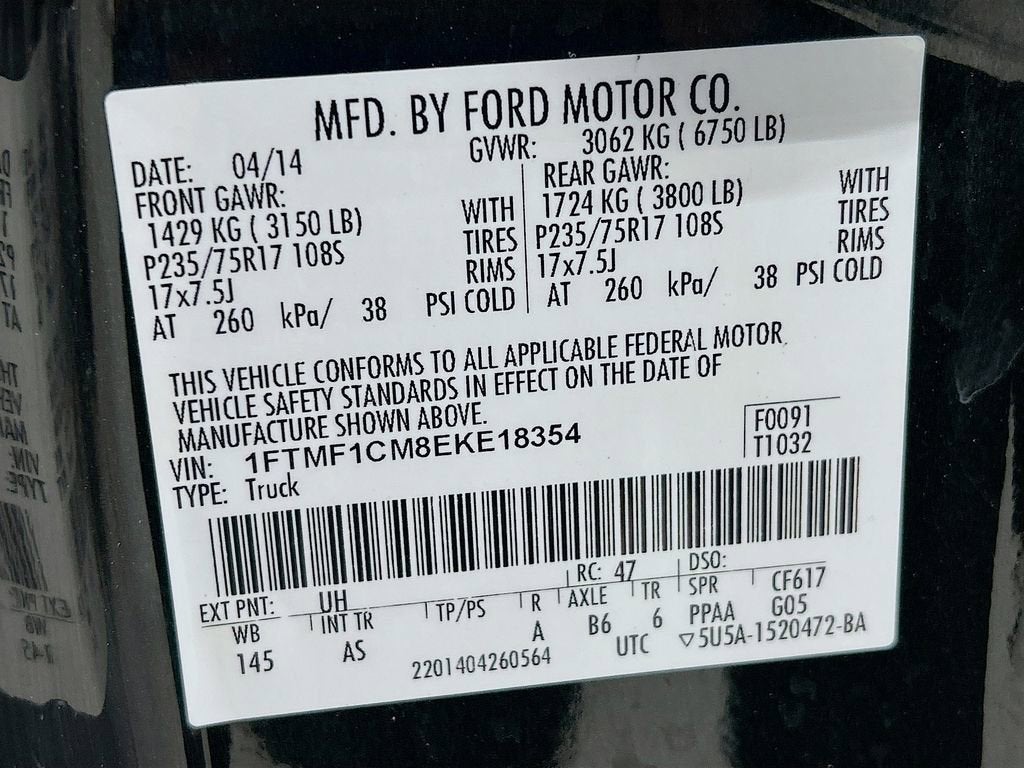 MFD. BY FORD MOTOR CO.
DATE: 04/14 GVWR: 3062 KG ( 6750 LB)
FRONT GAWR: REAR GAWR:
1429 KG ( 3150 LB) WITH 1724 KG ( 3800 LB) WITH
P235/75R17 108S TIRES P235/75R17 108S TIRES
17x7.5J RIMS 17x7.5J RIMS
AT 260 kPa/ 38 PSI COLD AT 260 kPa/ 38 PSI COLD
THIS VEHICLE CONFORMS TO ALL APPLICABLE FEDERAL MOTOR
VEHICLE SAFETY STANDARDS IN EFFECT ON THE DATE OF
MANUFACTURE SHOWN ABOVE.
VIN: 1FTMF1CM8EKE18354 F0091
TYPE: Truck T1032
EXT PNT: UH RC: 47 DSO:
WB INT TR TP/PS R AXLE TR SPR CF617
145 AS A B6 6 PPAA G05
2201404260564 UTC ▽5U5A-1520472-BA